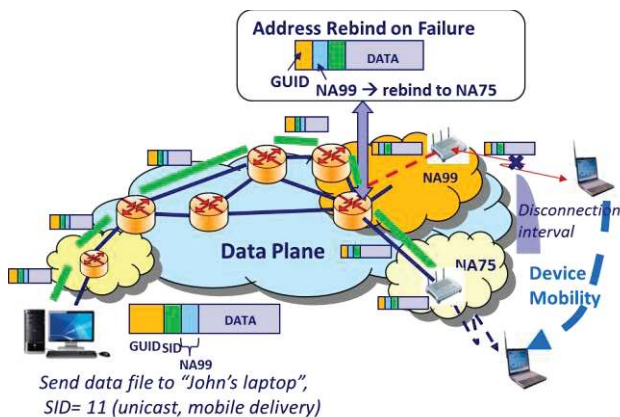 Address Rebind on Failure
DATA
GUID
NA99 → rebind to NA75
NA99
Disconnection
interval
Data Plane
NA75
Device
Mobility
DATA
GUID SID
NA99
Send data file to “John’s laptop”,
SID= 11 (unicast, mobile delivery)